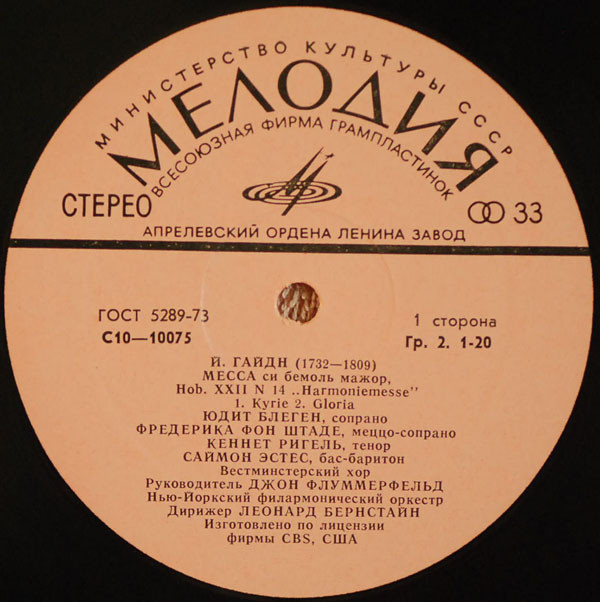 МИНИСТЕРСТВО КУЛЬТУРЫ СССР
МЕЛОДИЯ
ВСЕСОЮЗНАЯ ФИРМА ГРАМПЛАСТИНОК
СТЕРЕО
33
АПРЕЛЕВСКИЙ ОРДЕНА ЛЕНИНА ЗАВОД
ГОСТ 5289-73
С10—10075
1 сторона
Гр. 2. 1-20
Й. ГАЙДН (1732—1809)
МЕССА си бемоль мажор,
Hob. XXII N 14 „Harmoniemesse"
1. Kyrie 2. Gloria
ЮДИТ БЛЕГЕН, сопрано
ФРЕДЕРИКА ФОН ШТАДЕ, меццо-сопрано
КЕННЕТ РИГЕЛЬ, тенор
САЙМОН ЭСТЕС, бас-баритон
Вестминстерский хор
Руководитель ДЖОН ФЛУММЕРФЕЛЬД
Нью-Йоркский филармонический оркестр
Дирижер ЛЕОНАРД БЕРНСТАЙН
Изготовлено по лицензии
фирмы CBS, США